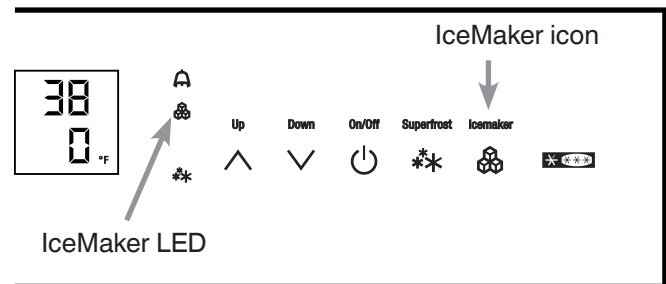 IceMaker icon
38
0 °F
Up Down On/Off Superfrost Icemaker
IceMaker LED